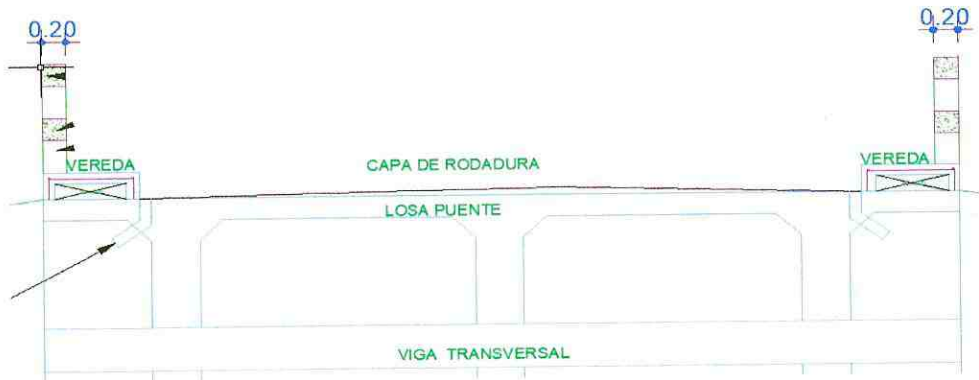 0.20
0.20
VEREDA
CAPA DE RODADURA
VEREDA
LOSA PUENTE
VIGA TRANSVERSAL